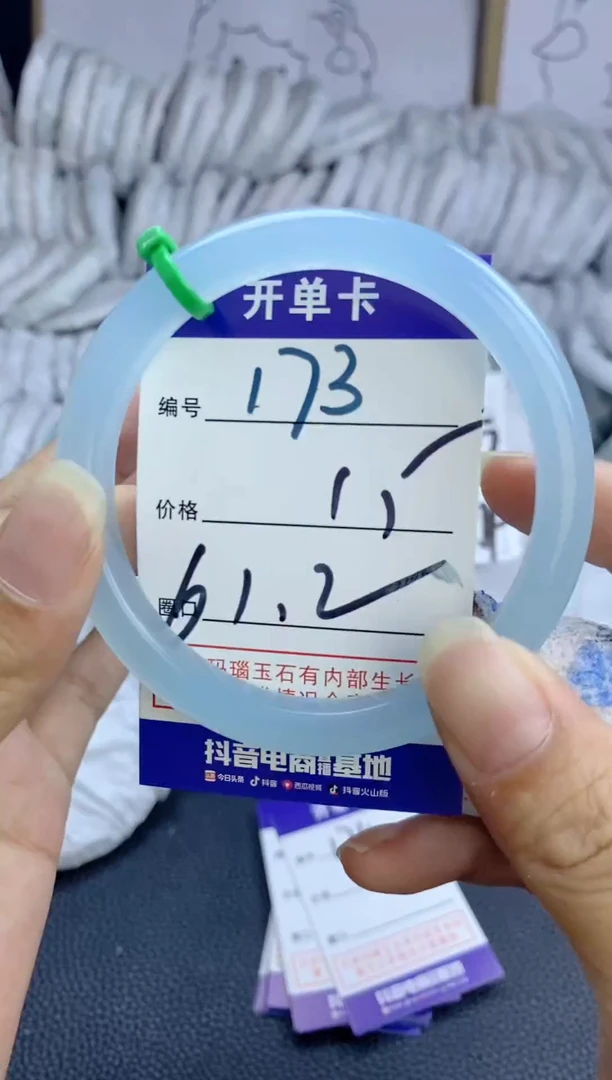 开单卡
编号 173
价格
圈口 61.2
玛瑙玉石有内部生长
抖音电商直播基地
今日头条 抖音 西瓜视频 抖音火山版